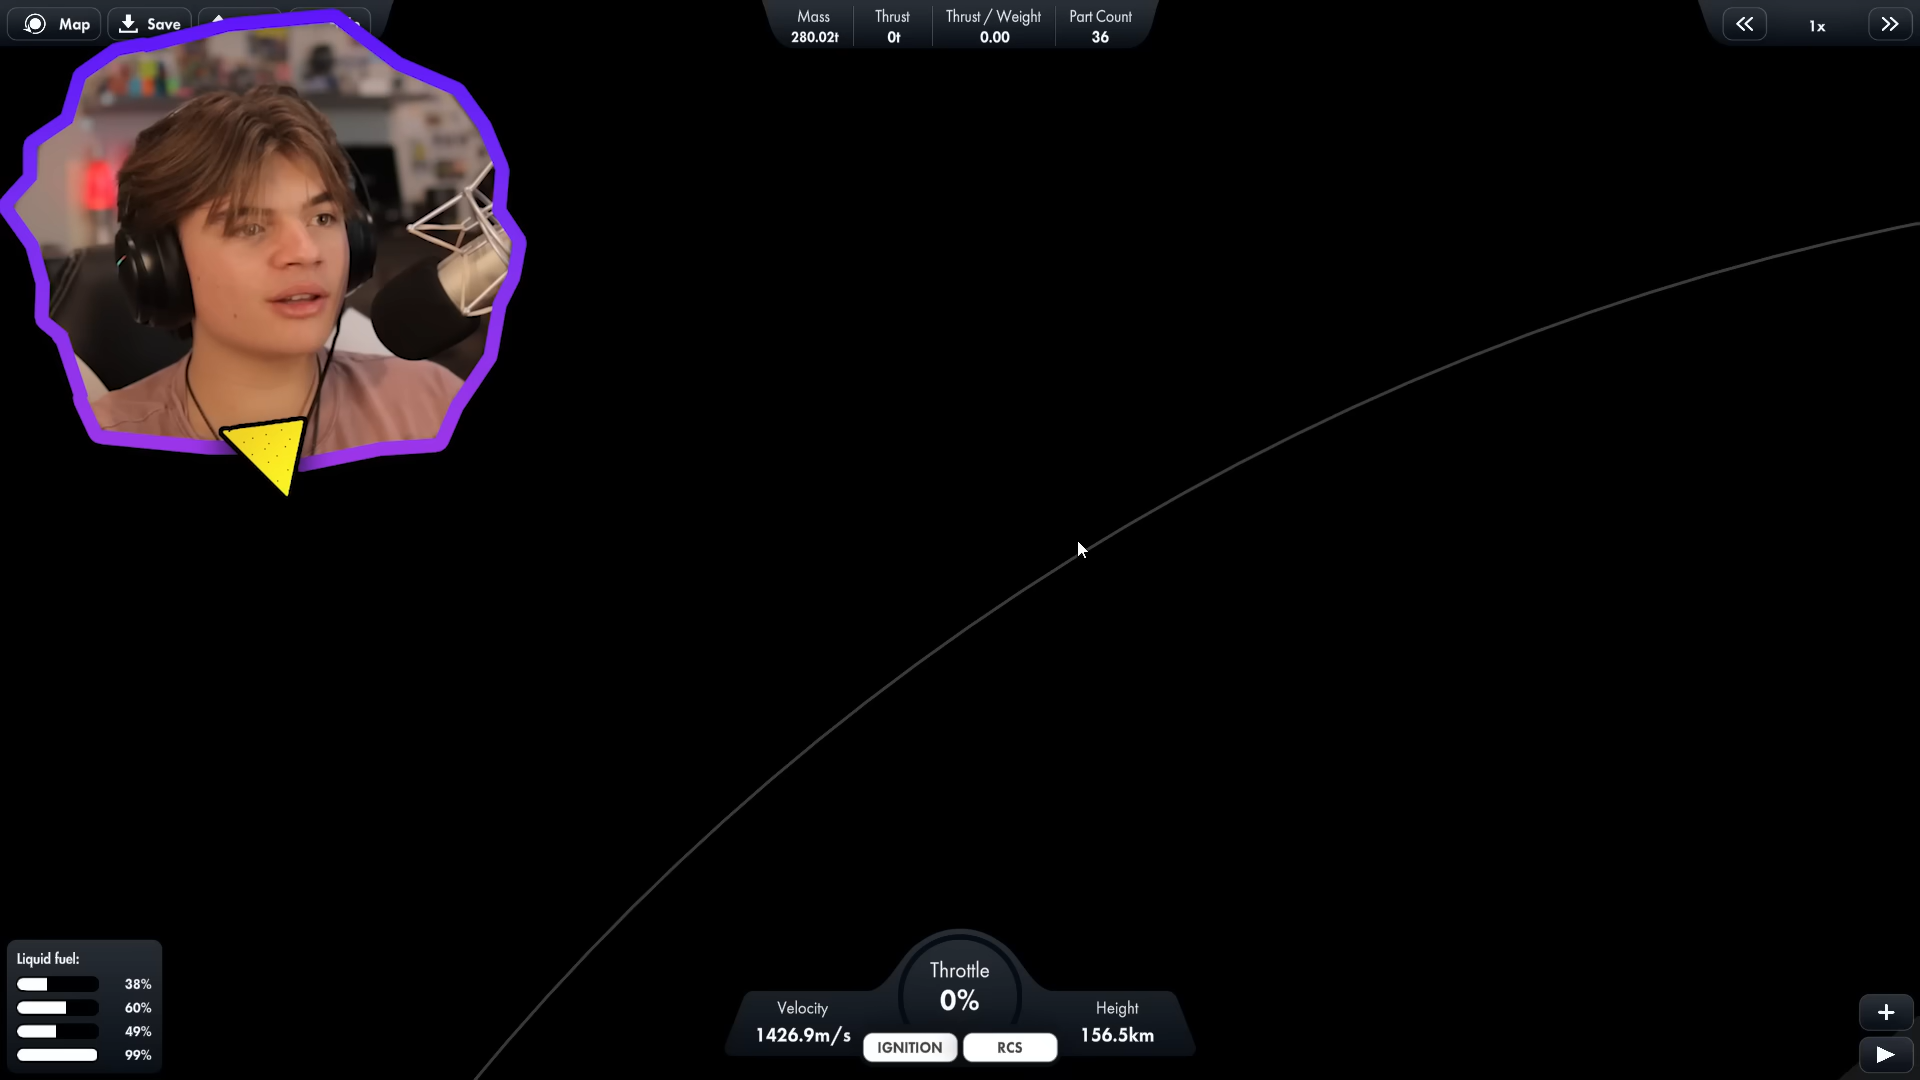 Map
Save
Mass
280.02t
Thrust
0t
Thrust / Weight
0.00
Part Count
36
1x
Liquid fuel:
38%
60%
49%
99%
Throttle
0%
Velocity
1426.9m/s
Height
156.5km
IGNITION
RCS